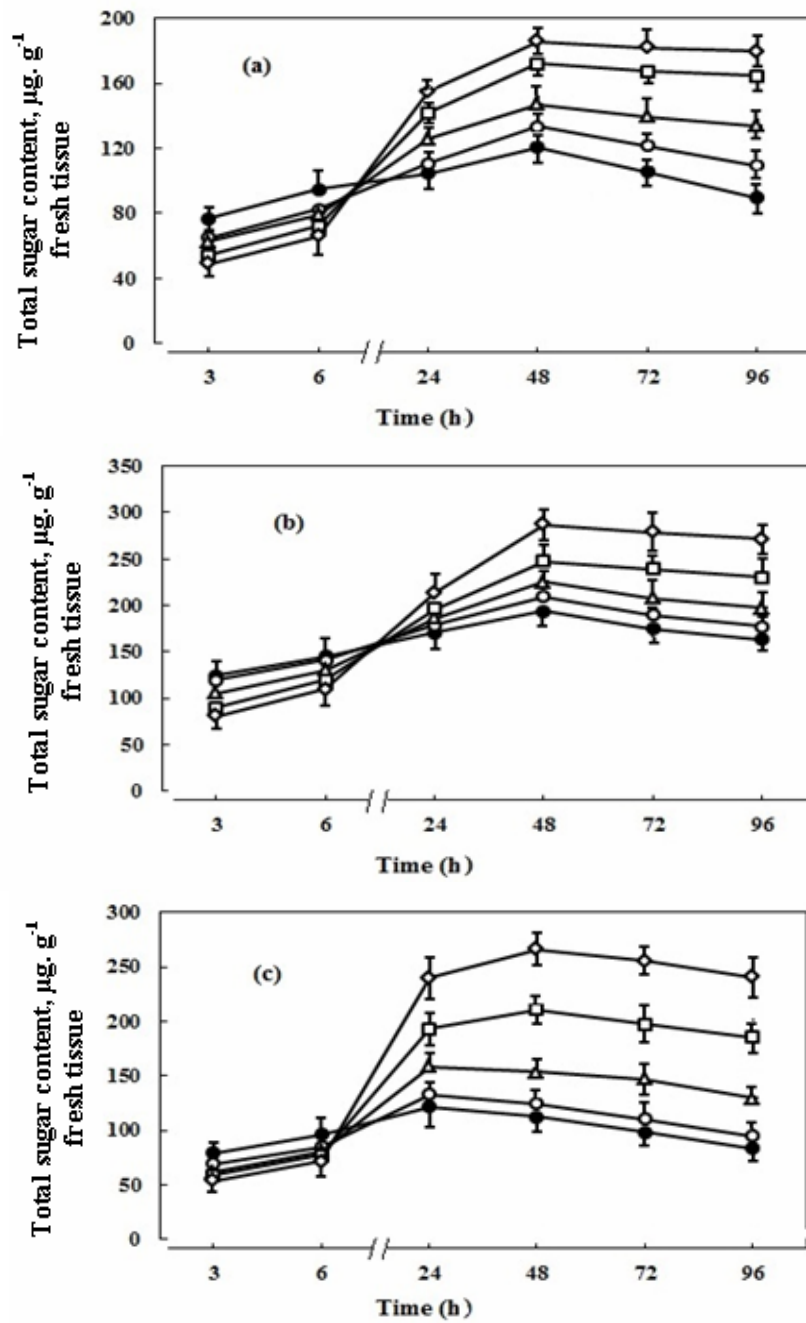 200
160
120
80
40
0
(a)
Total sugar content, µg. g-1
fresh tissue
3 6 24 48 72 96
Time (h)
350
300
250
200
150
100
50
0
(b)
Total sugar content, µg. g-1
fresh tissue
3 6 24 48 72 96
Time (h)
300
250
200
150
100
50
0
(c)
Total sugar content, µg. g-1
fresh tissue
3 6 24 48 72 96
Time (h)